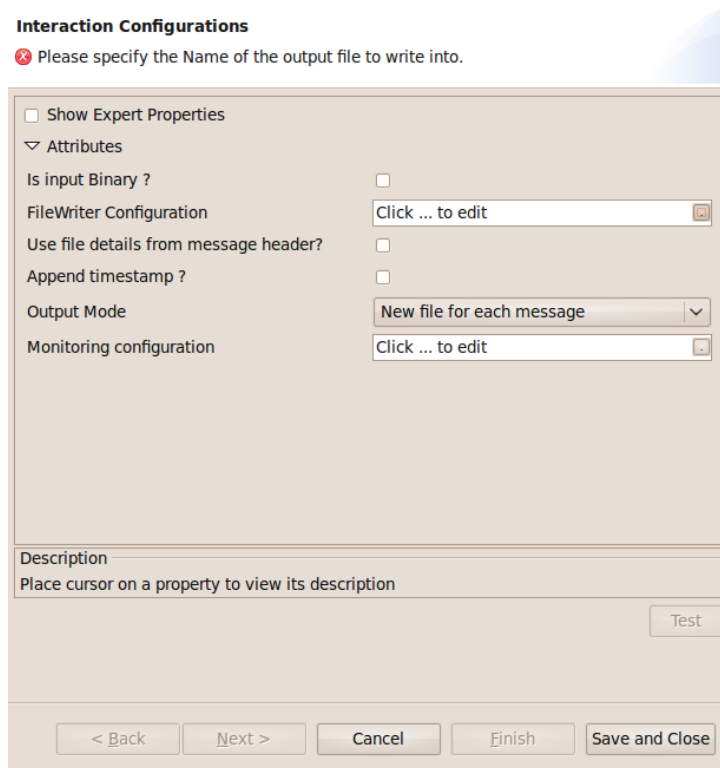 Interaction Configurations
Please specify the Name of the output file to write into.
Show Expert Properties
Attributes
Is input Binary ?
FileWriter Configuration Click ... to edit
Use file details from message header?
Append timestamp ?
Output Mode New file for each message
Monitoring configuration Click ... to edit
Description
Place cursor on a property to view its description
Test
< Back Next > Cancel Finish Save and Close